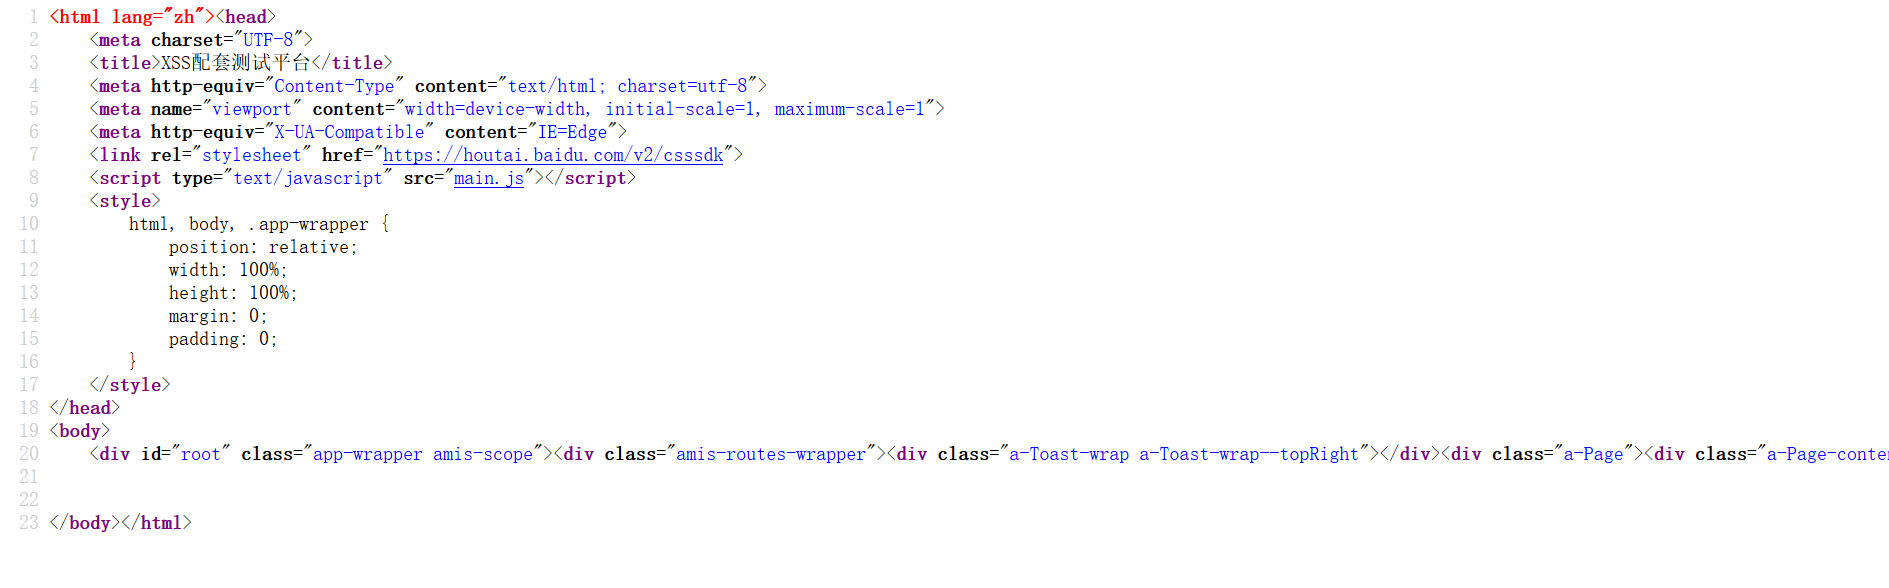 1 <html lang="zh"><head>
2     <meta charset="UTF-8">
3     <title>XSS配套测试平台</title>
4     <meta http-equiv="Content-Type" content="text/html; charset=utf-8">
5     <meta name="viewport" content="width=device-width, initial-scale=1, maximum-scale=1">
6     <meta http-equiv="X-UA-Compatible" content="IE=Edge">
7     <link rel="stylesheet" href="https://houtai.baidu.com/v2/csssdk">
8     <script type="text/javascript" src="main.js"></script>
9     <style>
10         html, body, .app-wrapper {
11             position: relative;
12             width: 100%;
13             height: 100%;
14             margin: 0;
15             padding: 0;
16         }
17     </style>
18 </head>
19 <body>
20     <div id="root" class="app-wrapper amis-scope"><div class="amis-routes-wrapper"><div class="a-Toast-wrap a-Toast-wrap--topRight"></div><div class="a-Page"><div class="a-Page-conte
21
22
23 </body></html>